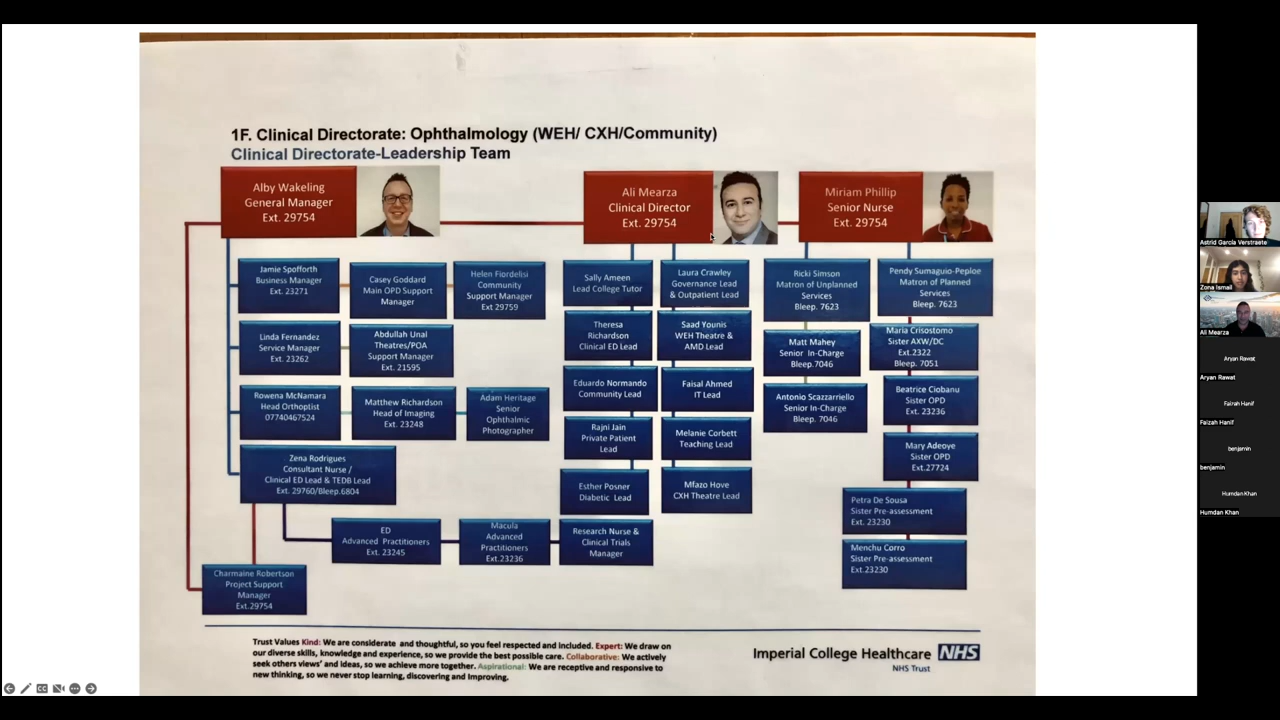 1F. Clinical Directorate: Ophthalmology (WEH/ CXH/Community)
Clinical Directorate-Leadership Team
Alby Wakeling
General Manager
Ext. 29754
Ali Mearza
Clinical Director
Ext. 29754
Miriam Phillip
Senior Nurse
Ext. 29754
Jamie Spofforth
Business Manager
Ext. 23271
Casey Goddard
Main OPD Support
Manager
Helen Fiordelisi
Community
Support Manager
Ext 29759
Sally Ameen
Lead College Tutor
Laura Crawley
Governance Lead
& Outpatient Lead
Ricki Simson
Matron of Unplanned
Services
Bleep. 7623
Pendy Sumaguio-Peploe
Matron of Planned
Services
Bleep. 7623
Linda Fernandez
Service Manager
Ext. 23262
Abdullah Unal
Theatres/POA
Support Manager
Ext. 21595
Theresa
Richardson
Clinical ED Lead
Saad Younis
WEH Theatre &
AMD Lead
Matt Mahey
Senior In-Charge
Bleep.7046
Maria Crisostomo
Sister AXW/DC
Ext.2322
Bleep. 7051
Rowena McNamara
Head Orthoptist
07740467524
Matthew Richardson
Head of Imaging
Ext. 23248
Adam Heritage
Senior
Ophthalmic
Photographer
Eduardo Normando
Community Lead
Faisal Ahmed
IT Lead
Antonio Scazzarriello
Senior In-Charge
Bleep. 7046
Beatrice Ciobanu
Sister OPD
Ext. 23236
Rajni Jain
Private Patient
Lead
Melanie Corbett
Teaching Lead
Mary Adeoye
Sister OPD
Ext.27724
Zena Rodrigues
Consultant Nurse /
Clinical ED Lead & TEDB Lead
Ext. 29760/Bleep.6804
Esther Posner
Diabetic Lead
Mfazo Hove
CXH Theatre Lead
Petra De Sousa
Sister Pre-assessment
Ext. 23230
ED
Advanced Practitioners
Ext. 23245
Macula
Advanced
Practitioners
Ext.23236
Research Nurse &
Clinical Trials
Manager
Menchu Corro
Sister Pre-assessment
Ext.23230
Charmaine Robertson
Project Support
Manager
Ext.29754
Trust Values Kind: We are considerate and thoughtful, so you feel respected and included. Expert: We draw on
our diverse skills, knowledge and experience, so we provide the best possible care. Collaborative: We actively
seek others views' and ideas, so we achieve more together. Aspirational: We are receptive and responsive to
new thinking, so we never stop learning, discovering and improving.
Imperial College Healthcare NHS
NHS Trust
Astrid García Verstraete
Zona Ismail
Ali Mearza
Aryan Rawat
Aryan Rawat
Faizah Hanif
Faizah Hanif
benjamin
benjamin
Humdan Khan
Humdan Khan